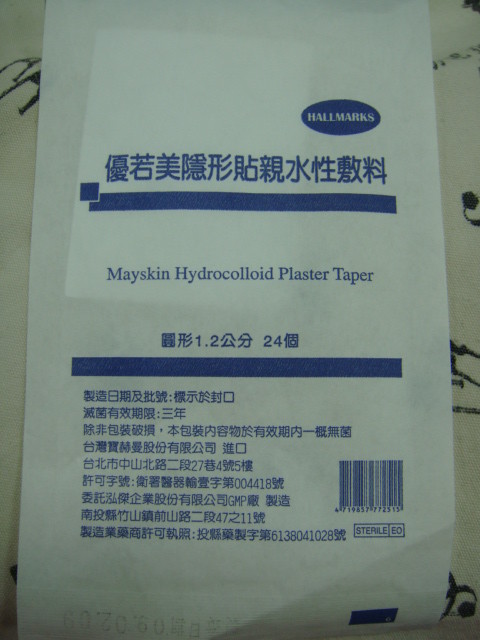 HALLMARKS
優若美隱形貼親水性敷料
Mayskin Hydrocolloid Plaster Taper
圓形1.2公分 24個
製造日期及批號:標示於封口
滅菌有效期限:三年
除非包裝破損，本包裝內容物於有效期內一概無菌
台灣寶赫曼股份有限公司 進口
台北市中山北路二段27巷4號5樓
許可字號:衛署醫器輸壹字第004418號
委託泓傑企業股份有限公司GMP廠 製造
南投縣竹山鎮前山路二段47之11號
製造業藥商許可執照:投縣藥製字第6138041028號
4719857772315
STERILE EO